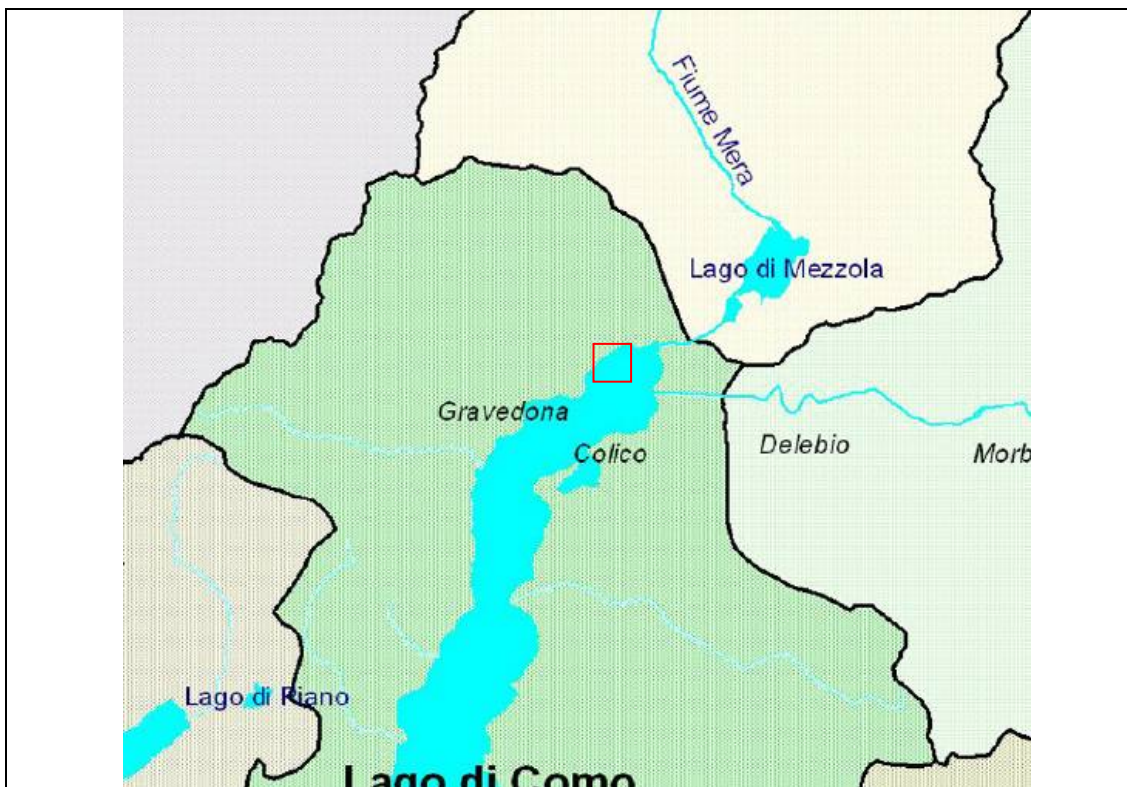 Fiume Mera
Lago di Mezzola
Gravedona
Colico
Delebio
Morb
Lago di Piano
Lago di Como